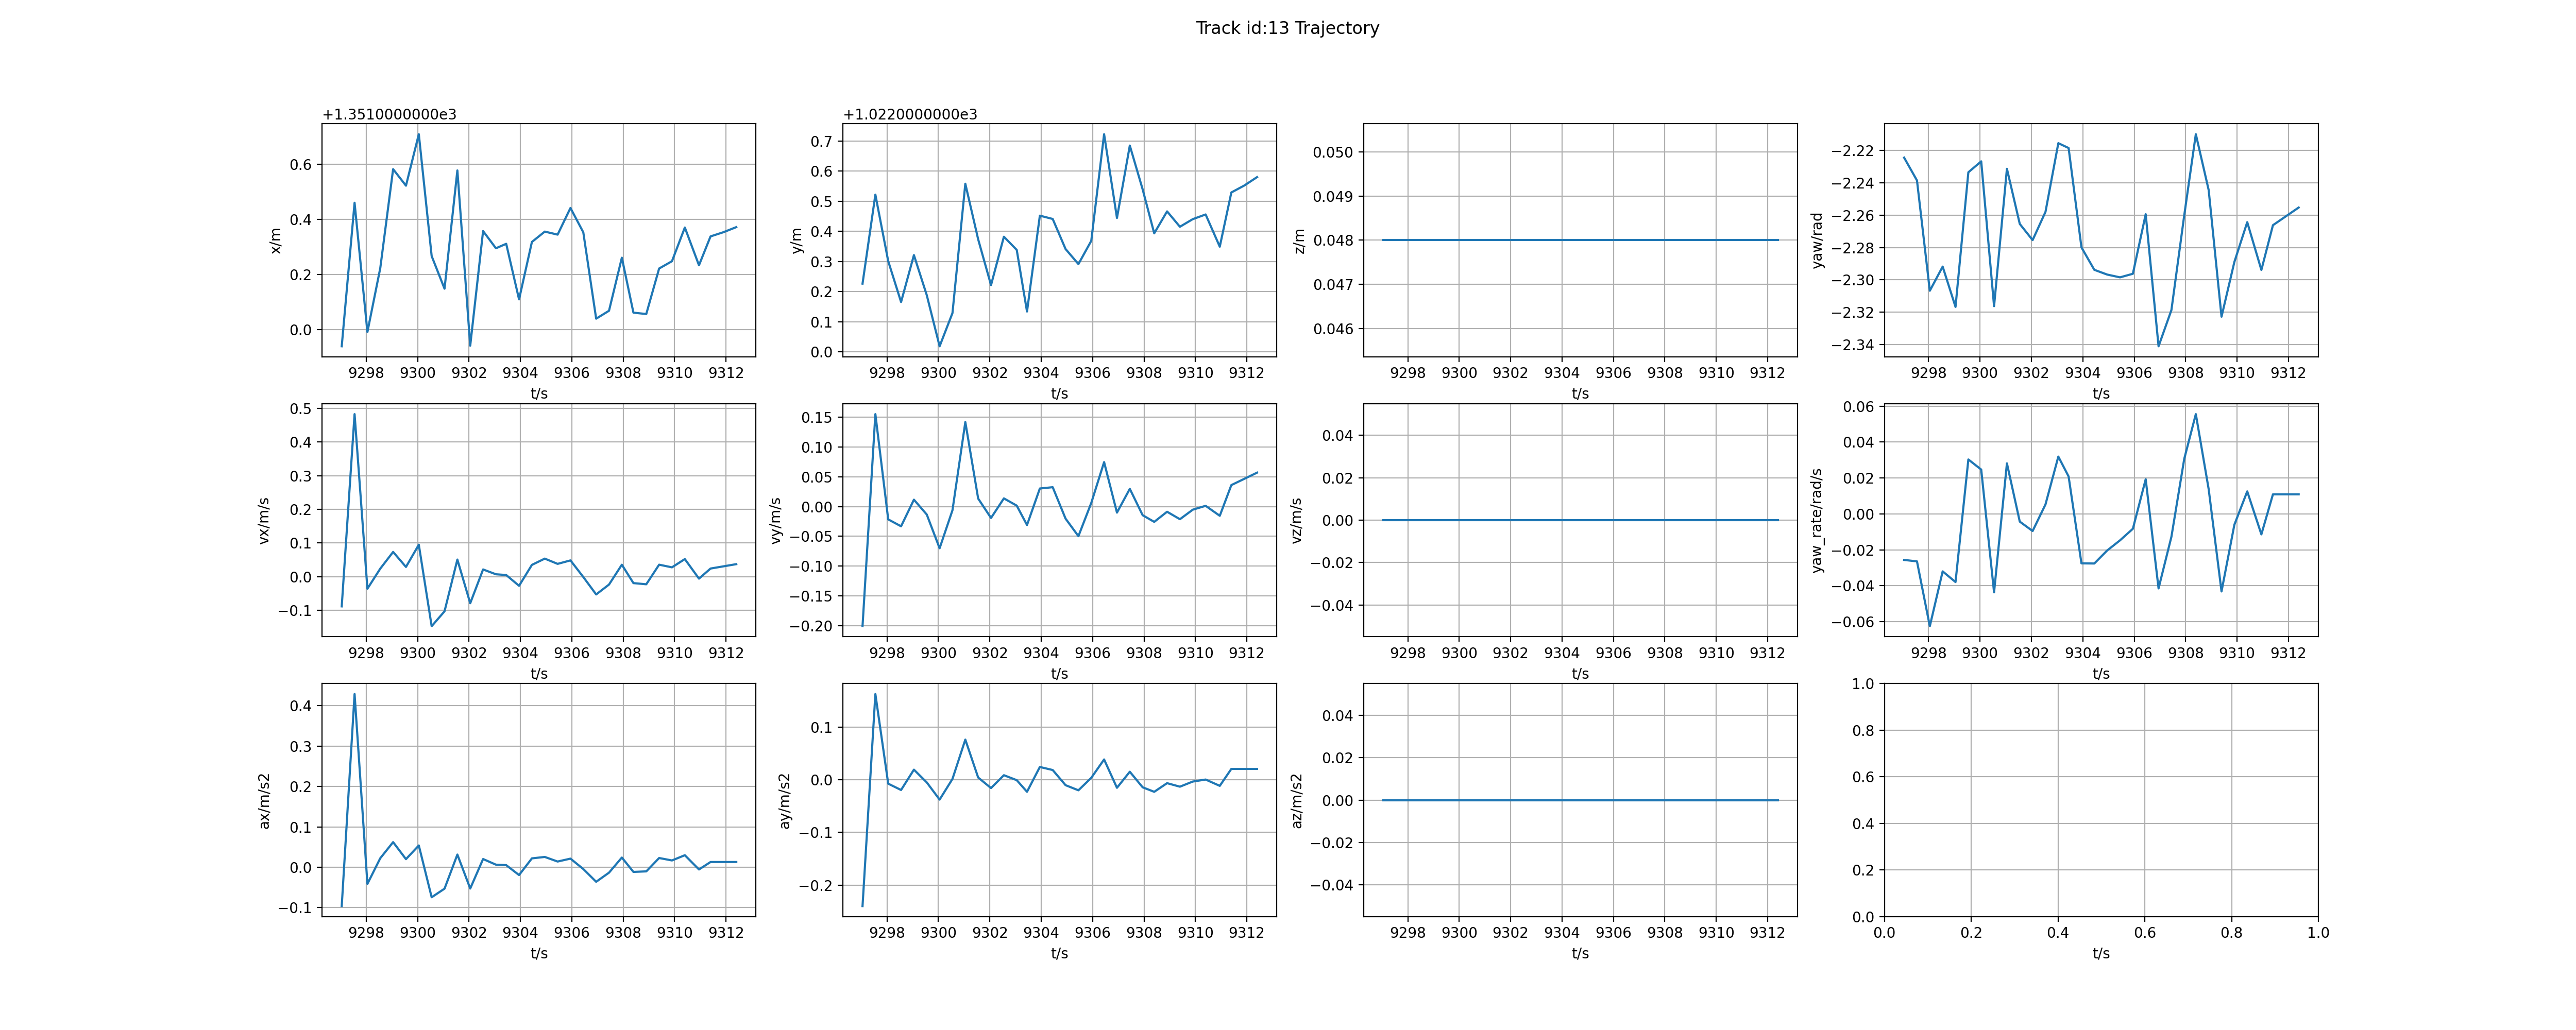 Track id:13 Trajectory
+1.3510000000e3
0.6
0.4
0.2
0.0
x/m
9298 9300 9302 9304 9306 9308 9310 9312
t/s
+1.0220000000e3
0.7
0.6
0.5
0.4
0.3
0.2
0.1
0.0
y/m
9298 9300 9302 9304 9306 9308 9310 9312
t/s
0.050
0.049
0.048
0.047
0.046
z/m
9298 9300 9302 9304 9306 9308 9310 9312
t/s
−2.22
−2.24
−2.26
−2.28
−2.30
−2.32
−2.34
yaw/rad
9298 9300 9302 9304 9306 9308 9310 9312
t/s
0.5
0.4
0.3
0.2
0.1
0.0
−0.1
vx/m/s
9298 9300 9302 9304 9306 9308 9310 9312
t/s
0.15
0.10
0.05
0.00
−0.05
−0.10
−0.15
−0.20
vy/m/s
9298 9300 9302 9304 9306 9308 9310 9312
t/s
0.04
0.02
0.00
−0.02
−0.04
vz/m/s
9298 9300 9302 9304 9306 9308 9310 9312
t/s
0.06
0.04
0.02
0.00
−0.02
−0.04
−0.06
yaw_rate/rad/s
9298 9300 9302 9304 9306 9308 9310 9312
t/s
0.4
0.3
0.2
0.1
0.0
−0.1
ax/m/s2
9298 9300 9302 9304 9306 9308 9310 9312
t/s
0.1
0.0
−0.1
−0.2
ay/m/s2
9298 9300 9302 9304 9306 9308 9310 9312
t/s
0.04
0.02
0.00
−0.02
−0.04
az/m/s2
9298 9300 9302 9304 9306 9308 9310 9312
t/s
1.0
0.8
0.6
0.4
0.2
0.0
0.0 0.2 0.4 0.6 0.8 1.0
t/s